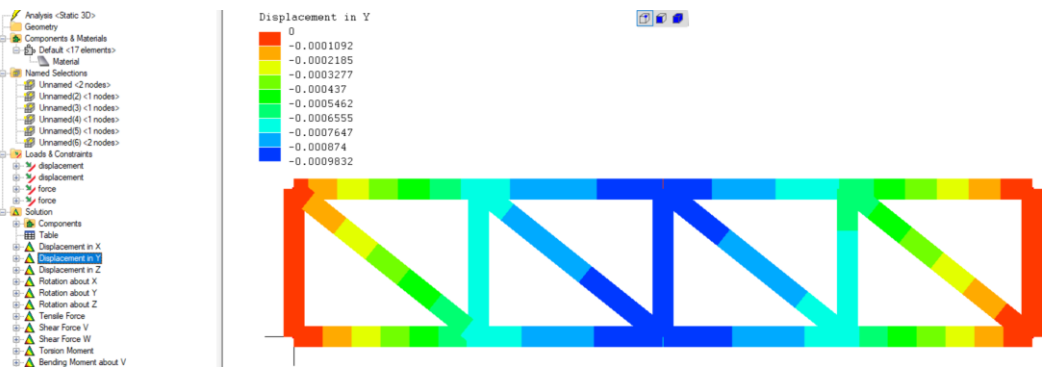 Analysis <Static 3D>
Geometry
Components & Materials
Default <17 elements>
Material
Named Selections
Unnamed <2 nodes>
Unnamed(2) <1 nodes>
Unnamed(3) <1 nodes>
Unnamed(4) <1 nodes>
Unnamed(5) <1 nodes>
Unnamed(6) <2 nodes>
Loads & Constraints
displacement
displacement
force
force
Solution
Components
Table
Displacement in X
Displacement in Y
Displacement in Z
Rotation about X
Rotation about Y
Rotation about Z
Tensile Force
Shear Force V
Shear Force W
Torsion Moment
Bending Moment about V
Displacement in Y
0
-0.0001092
-0.0002185
-0.0003277
-0.000437
-0.0005462
-0.0006555
-0.0007647
-0.000874
-0.0009832